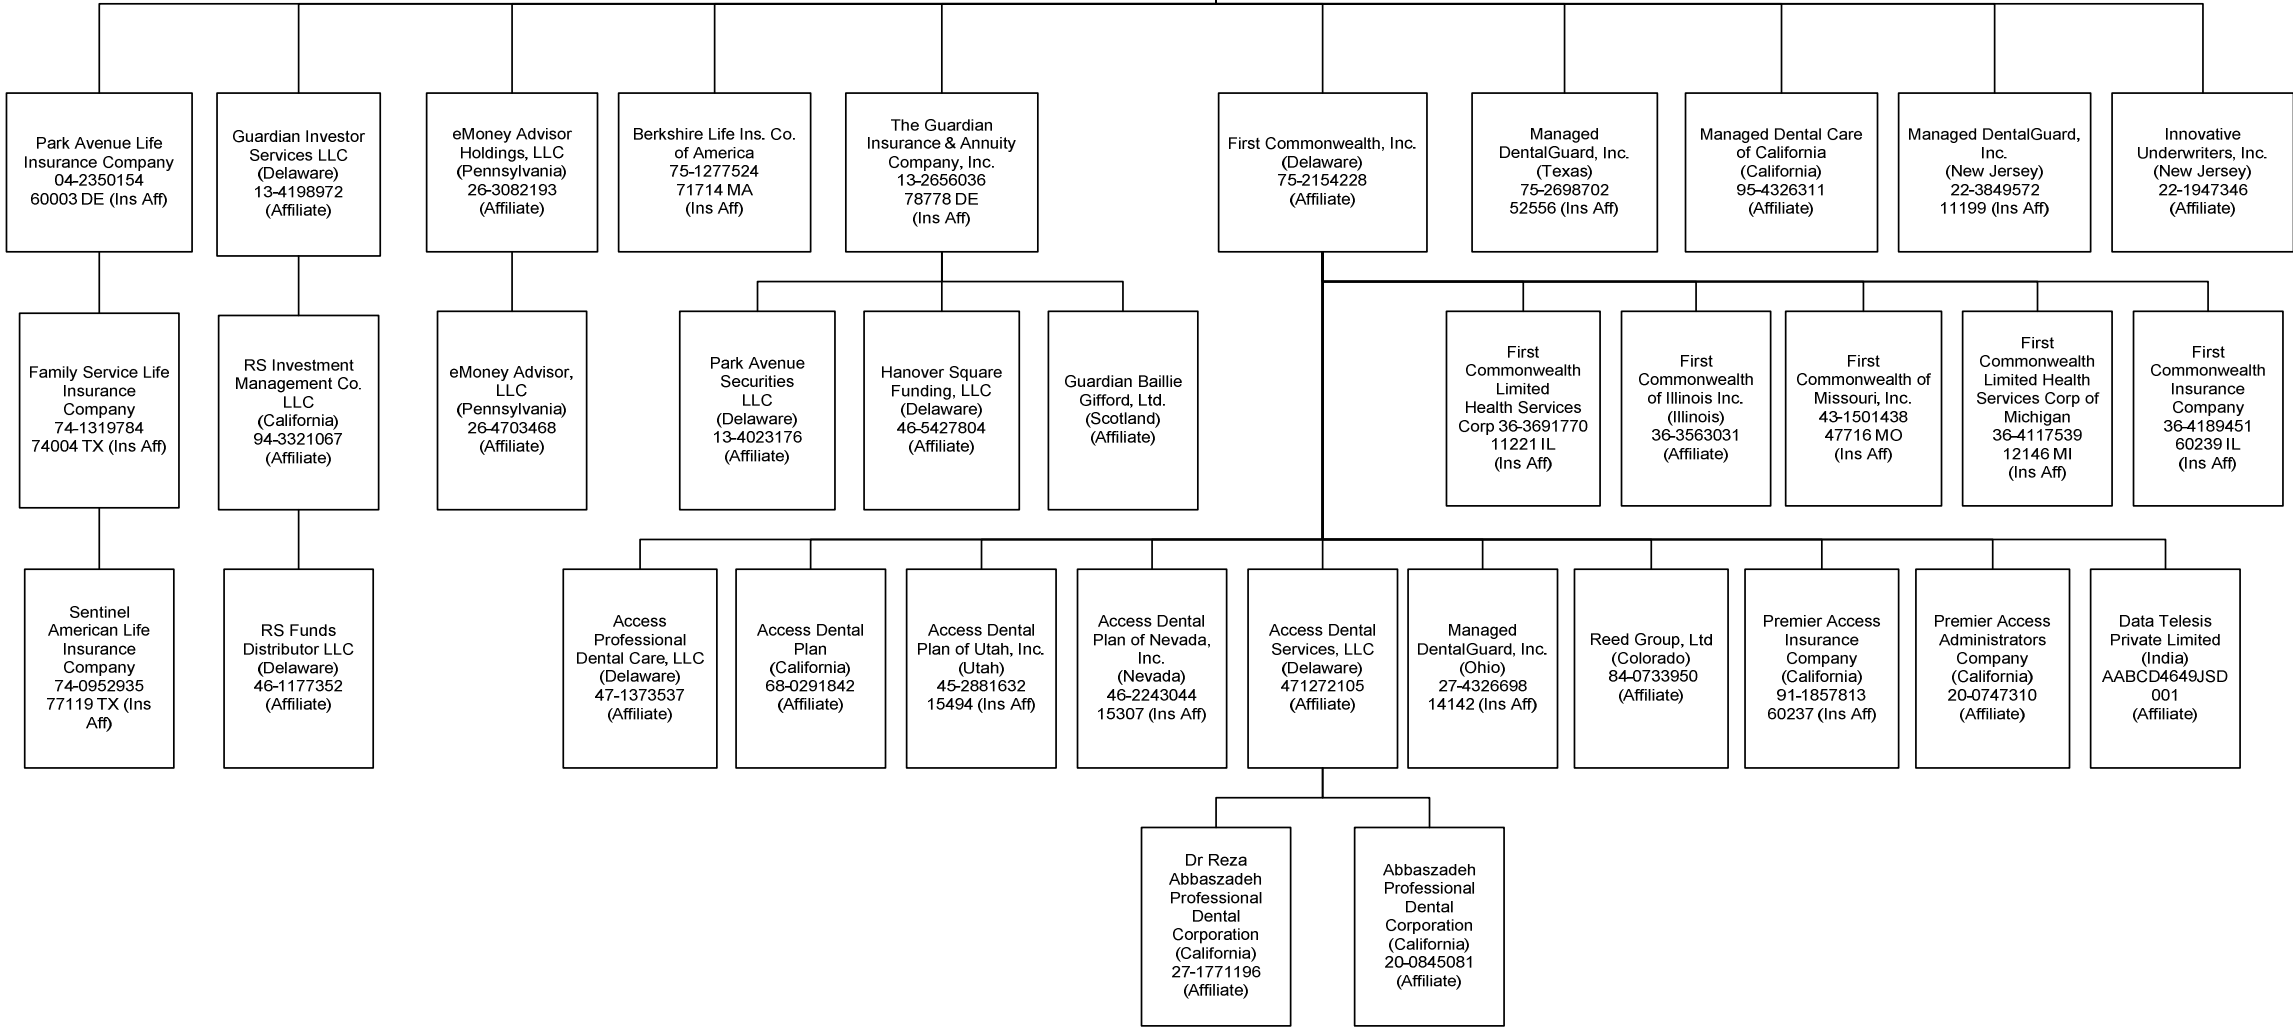 Park Avenue Life
Insurance Company
04-2350154
60003 DE (Ins Aff)
Guardian Investor
Services LLC
(Delaware)
13-4198972
(Affiliate)
eMoney Advisor
Holdings, LLC
(Pennsylvania)
26-3082193
(Affiliate)
Berkshire Life Ins. Co.
of America
75-1277524
71714 MA
(Ins Aff)
The Guardian
Insurance & Annuity
Company, Inc.
13-2656036
78778 DE
(Ins Aff)
First Commonwealth, Inc.
(Delaware)
75-2154228
(Affiliate)
Managed
DentalGuard, Inc.
(Texas)
75-2698702
52556 (Ins Aff)
Managed Dental Care
of California
(California)
95-4326311
(Affiliate)
Managed DentalGuard,
Inc.
(New Jersey)
22-3849572
11199 (Ins Aff)
Innovative
Underwriters, Inc.
(New Jersey)
22-1947346
(Affiliate)
Family Service Life
Insurance
Company
74-1319784
74004 TX (Ins Aff)
RS Investment
Management Co.
LLC
(California)
94-3321067
(Affiliate)
eMoney Advisor,
LLC
(Pennsylvania)
26-4703468
(Affiliate)
Park Avenue
Securities
LLC
(Delaware)
13-4023176
(Affiliate)
Hanover Square
Funding, LLC
(Delaware)
46-5427804
(Affiliate)
Guardian Baillie
Gifford, Ltd.
(Scotland)
(Affiliate)
First
Commonwealth
Limited
Health Services
Corp 36-3691770
11221 IL
(Ins Aff)
First
Commonwealth
of Illinois Inc.
(Illinois)
36-3563031
(Affiliate)
First
Commonwealth of
Missouri, Inc.
43-1501438
47716 MO
(Ins Aff)
First
Commonwealth
Limited Health
Services Corp of
Michigan
36-4117539
12146 MI
(Ins Aff)
First
Commonwealth
Insurance
Company
36-4189451
60239 IL
(Ins Aff)
Sentinel
American Life
Insurance
Company
74-0952935
77119 TX (Ins
Aff)
RS Funds
Distributor LLC
(Delaware)
46-1177352
(Affiliate)
Access
Professional
Dental Care, LLC
(Delaware)
47-1373537
(Affiliate)
Access Dental
Plan
(California)
68-0291842
(Affiliate)
Access Dental
Plan of Utah, Inc.
(Utah)
45-2881632
15494 (Ins Aff)
Access Dental
Plan of Nevada,
Inc.
(Nevada)
46-2243044
15307 (Ins Aff)
Access Dental
Services, LLC
(Delaware)
471272105
(Affiliate)
Managed
DentalGuard, Inc.
(Ohio)
27-4326698
14142 (Ins Aff)
Reed Group, Ltd
(Colorado)
84-0733950
(Affiliate)
Premier Access
Insurance
Company
(California)
91-1857813
60237 (Ins Aff)
Premier Access
Administrators
Company
(California)
20-0747310
(Affiliate)
Data Telesis
Private Limited
(India)
AABCD4649JSD
001
(Affiliate)
Dr Reza
Abbaszadeh
Professional
Dental
Corporation
(California)
27-1771196
(Affiliate)
Abbaszadeh
Professional
Dental
Corporation
(California)
20-0845081
(Affiliate)